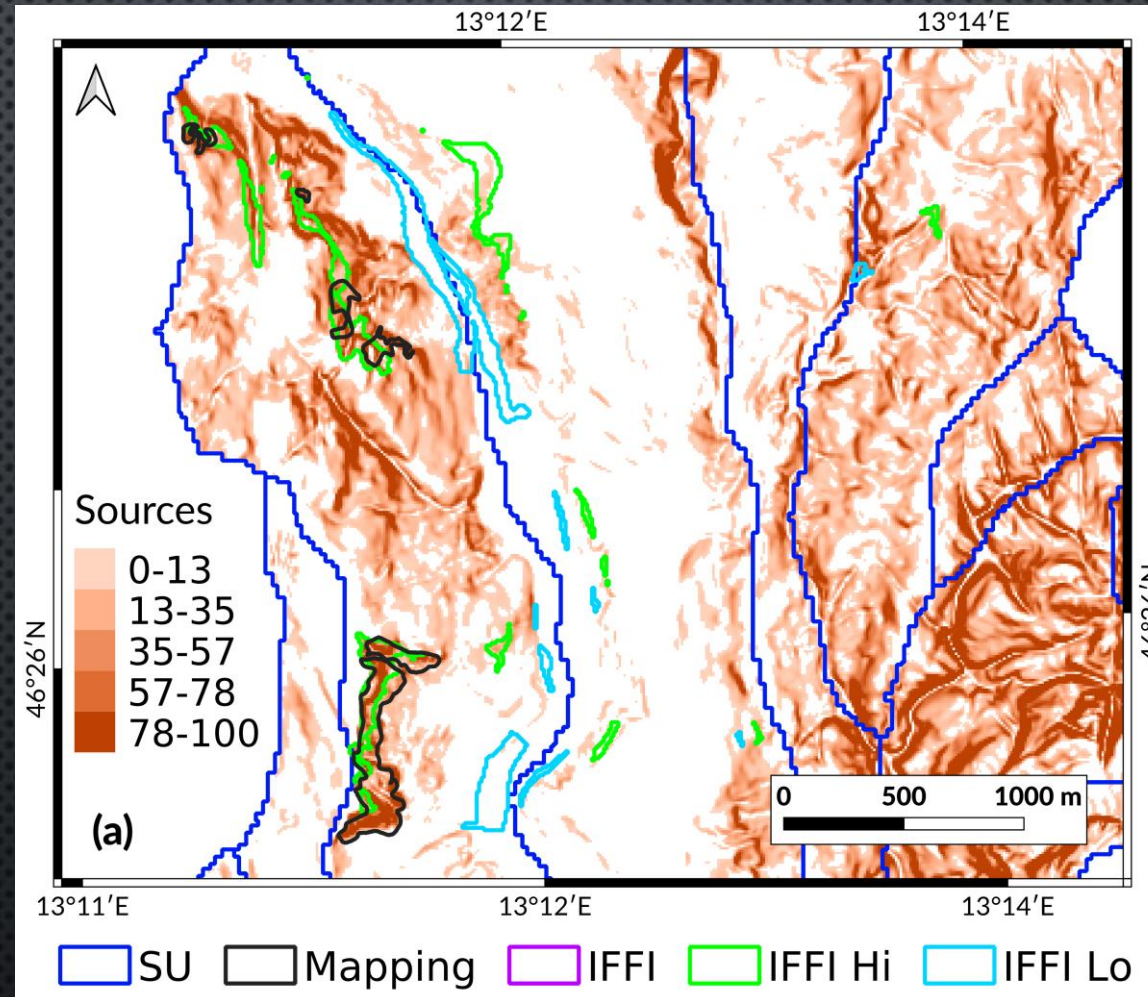 13°12′E 13°14′E
Sources
0-13
13-35
35-57
57-78
78-100
46°26′N
(a)
0 500 1000 m
13°11′E 13°12′E 13°14′E
SU Mapping IFFI IFFI Hi IFFI Lo